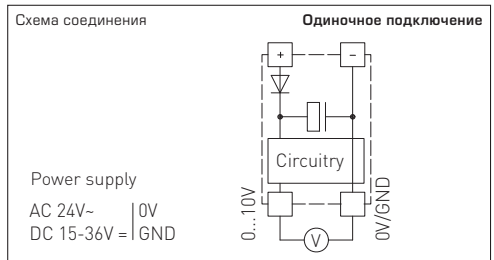 Схема соединения
Одиночное подключение
+ −
Circuitry
Power supply
AC 24V~ 0V
DC 15-36V = GND
0...10V
0V/GND
V